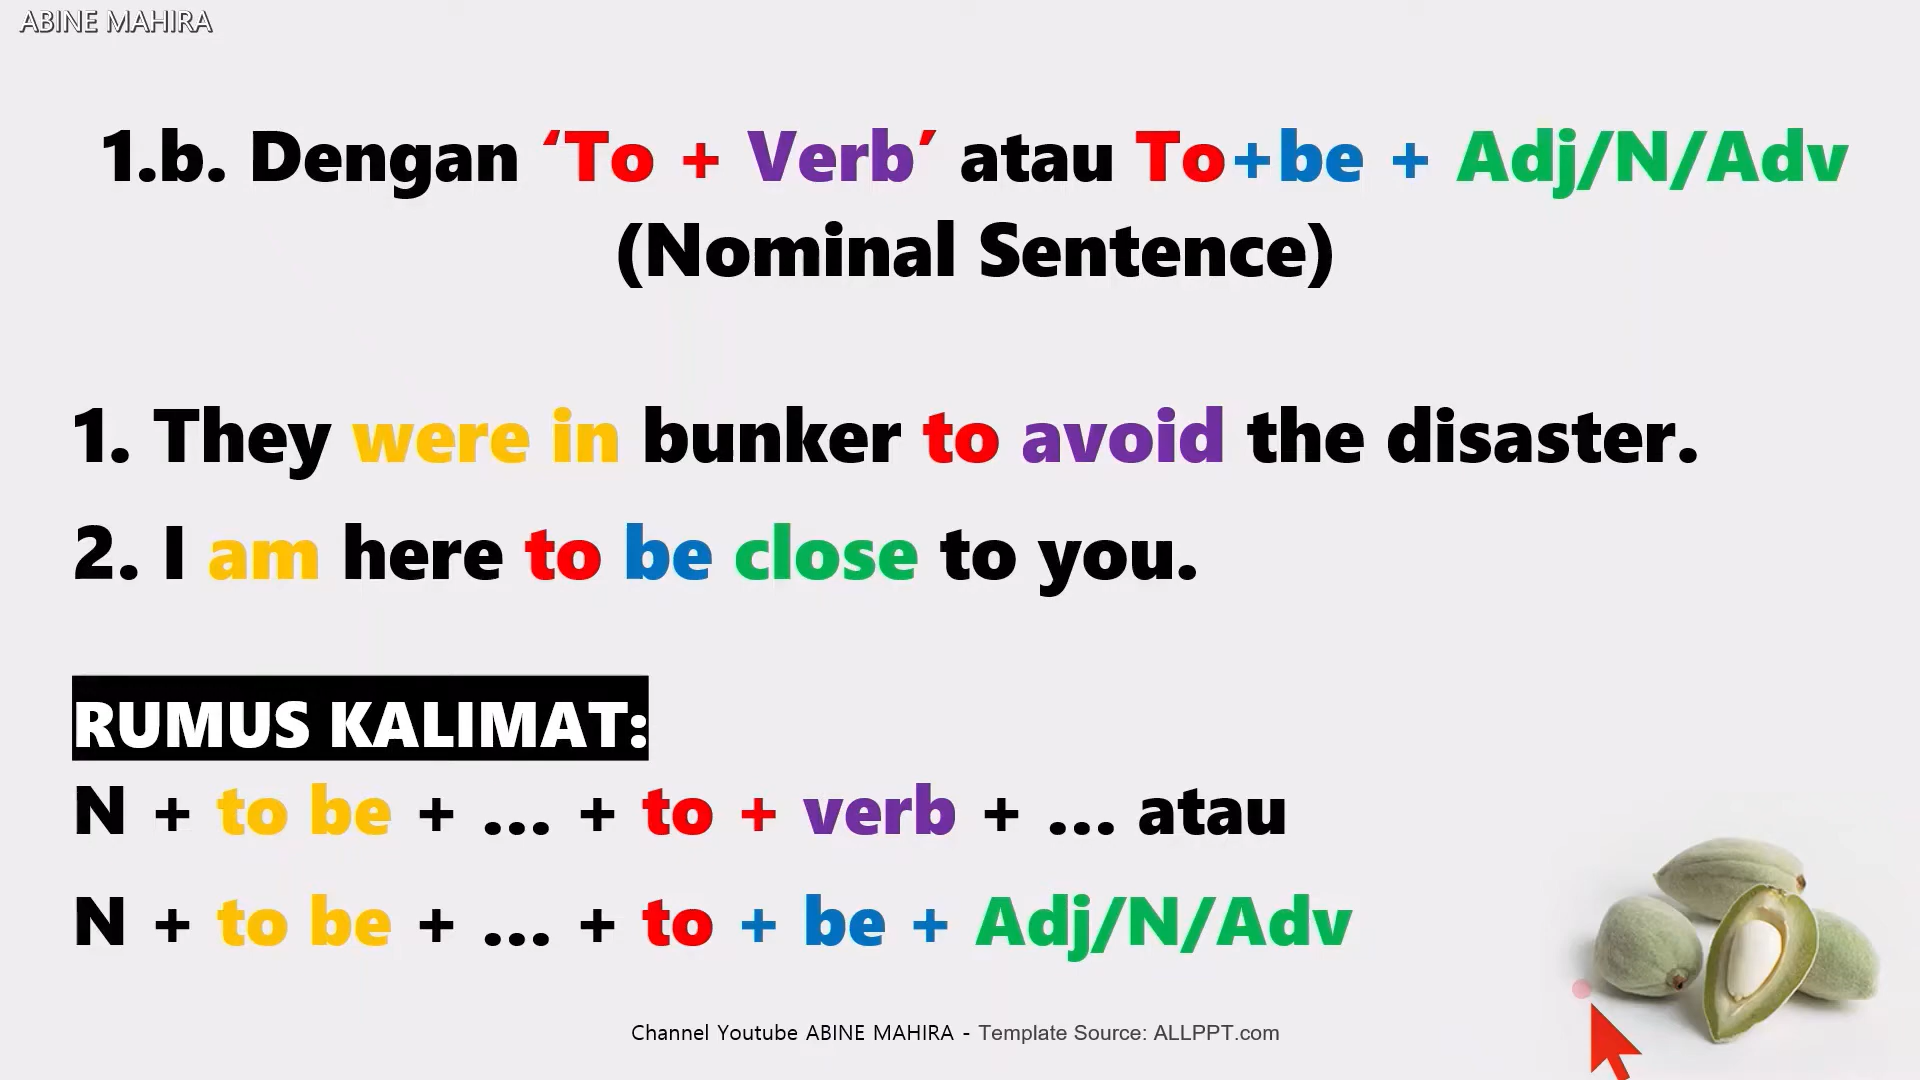 ABINE MAHIRA
1.b. Dengan ‘To + Verb’ atau To+be + Adj/N/Adv
(Nominal Sentence)
1. They were in bunker to avoid the disaster.
2. I am here to be close to you.
RUMUS KALIMAT:
N + to be + ... + to + verb + ... atau
N + to be + ... + to + be + Adj/N/Adv
Channel Youtube ABINE MAHIRA - Template Source: ALLPPT.com